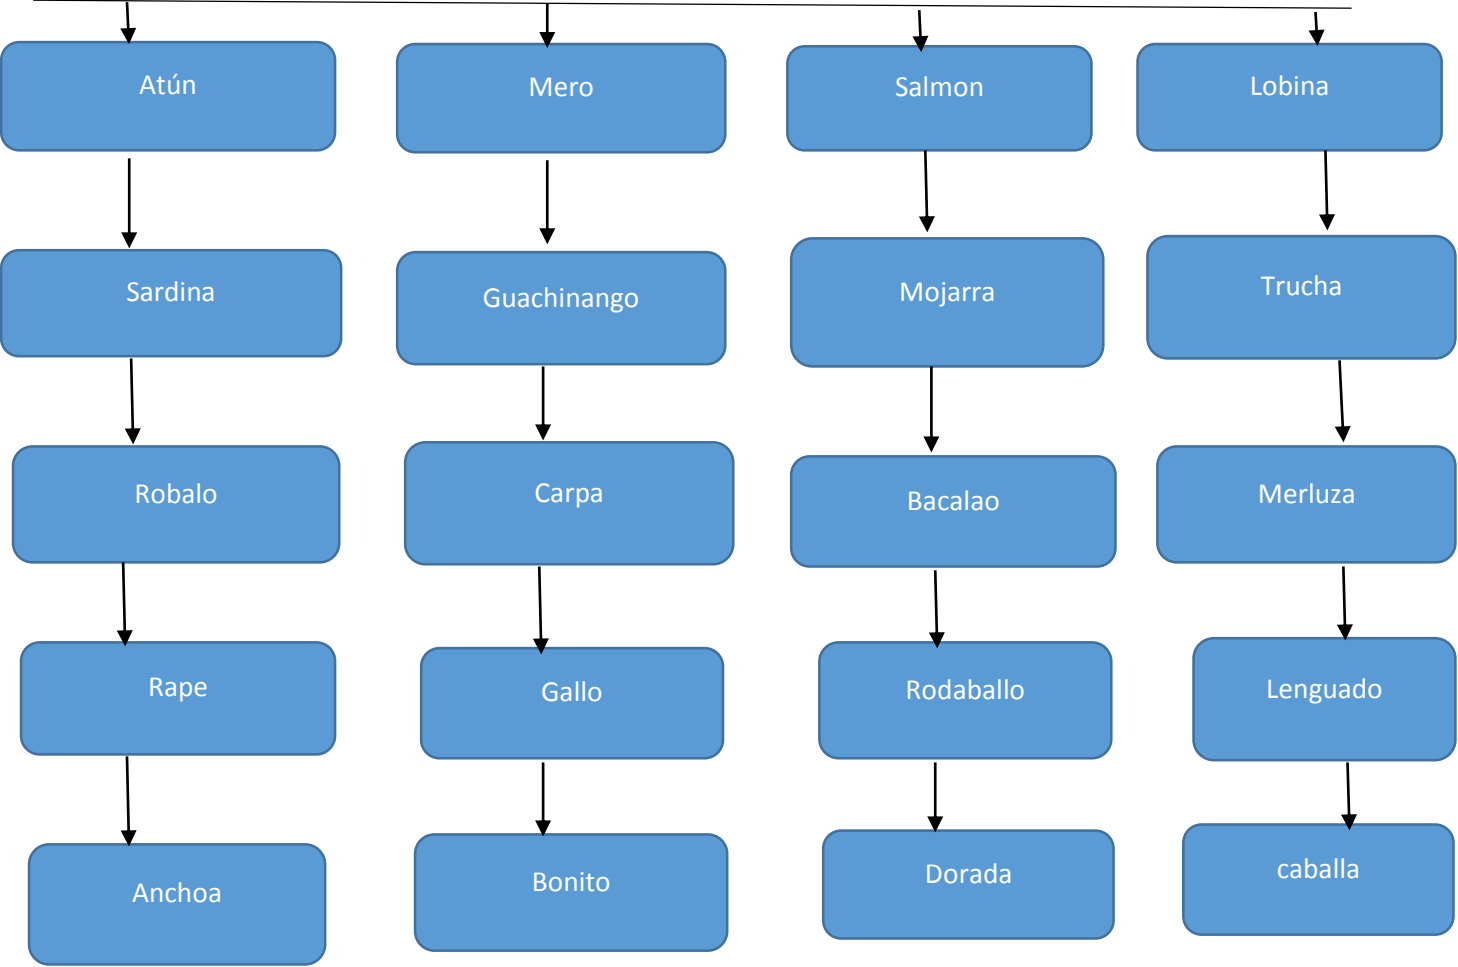 Atún
Mero
Salmon
Lobina
Sardina
Guachinango
Mojarra
Trucha
Robalo
Carpa
Bacalao
Merluza
Rape
Gallo
Rodaballo
Lenguado
Anchoa
Bonito
Dorada
caballa